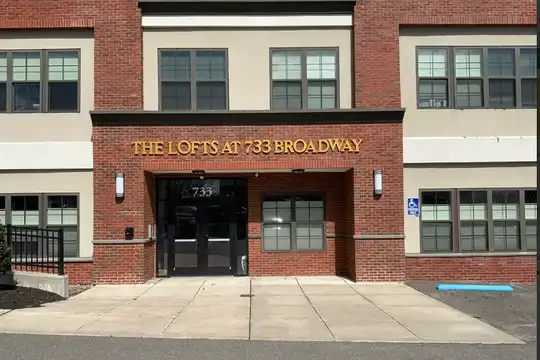 THE LOFTS AT 733 BROADWAY
733